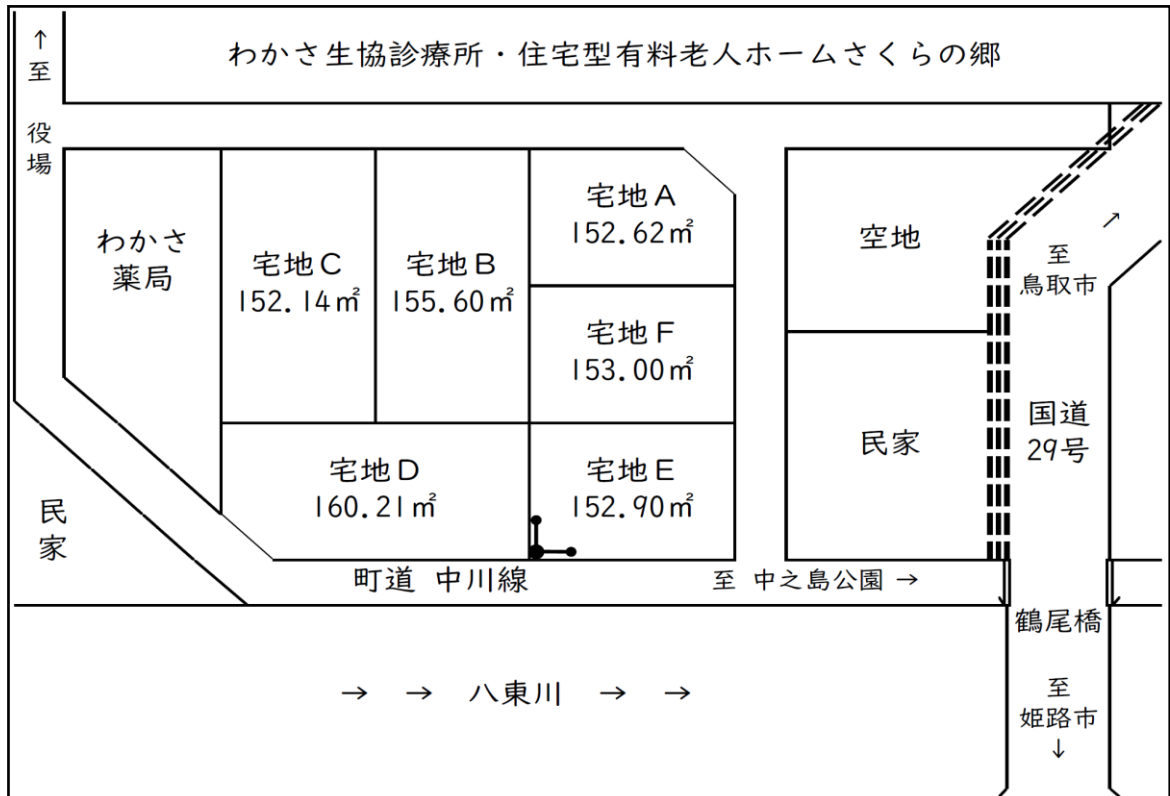 わかさ生協診療所・住宅型有料老人ホームさくらの郷
↑
至
役
場
わかさ
薬局
宅地C
152.14㎡
宅地B
155.60㎡
宅地A
152.62㎡
宅地F
153.00㎡
宅地D
160.21㎡
宅地E
152.90㎡
空地
民家
↗
至
鳥取市
国道
29号
民
家
町道 中川線
至 中之島公園 →
鶴尾橋
→ → 八東川 → →
至
姫路市
↓